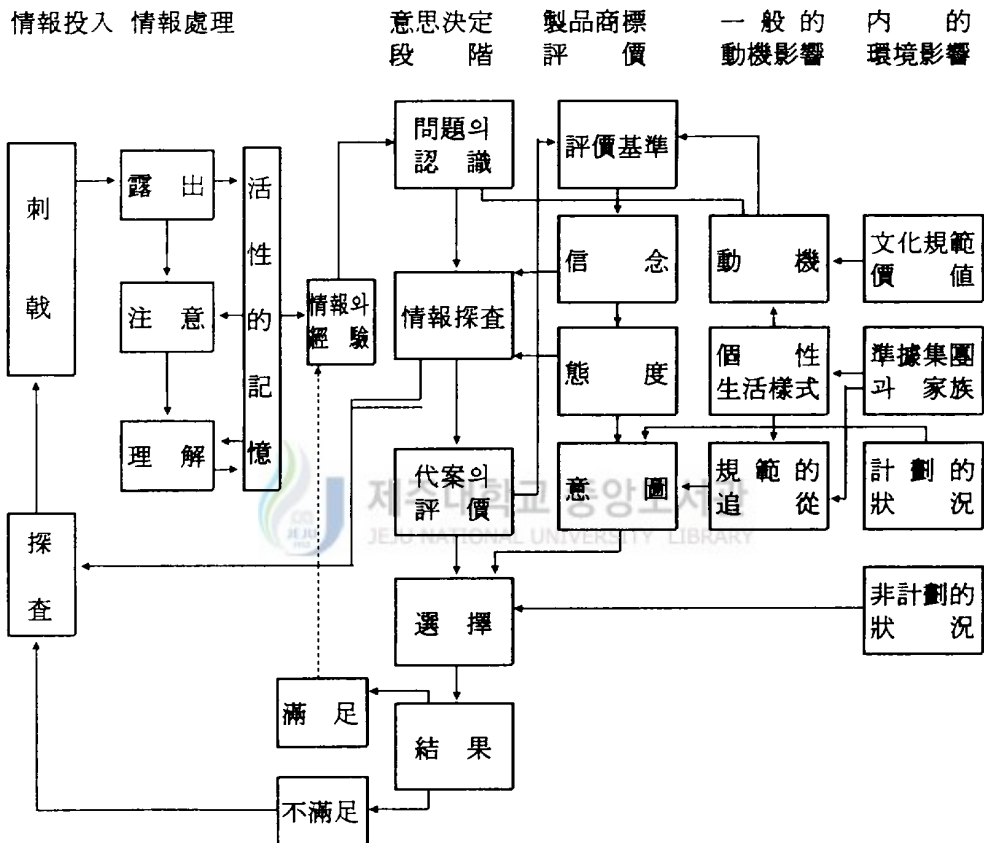 情報投入 情報處理
意思決定
段 階
製品商標
評 價
一般的
動機影響
内 的
環境影響
刺戟
探査
露出
注意
理解
活性的記憶
情報와
經驗
問題의
認識
情報探査
代案의
評價
選擇
結果
滿足
不滿足
評價基準
信念
態度
意圖
動機
個性
生活樣式
規範的
追從
文化規範
價値
準據集團
과 家族
計劃的
狀況
非計劃的
狀況
제주대학교 중앙도서관
JEJU NATIONAL UNIVERSITY LIBRARY
JEJU